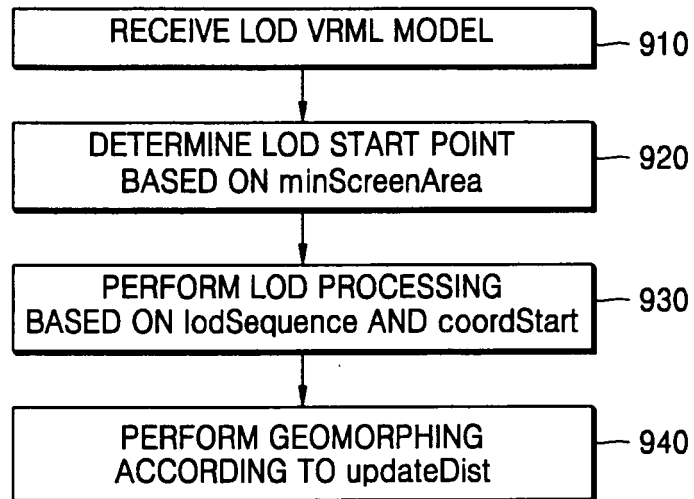 RECEIVE LOD VRML MODEL
910
DETERMINE LOD START POINT
BASED ON minScreenArea
920
PERFORM LOD PROCESSING
BASED ON lodSequence AND coordStart
930
PERFORM GEOMORPHING
ACCORDING TO updateDist
940